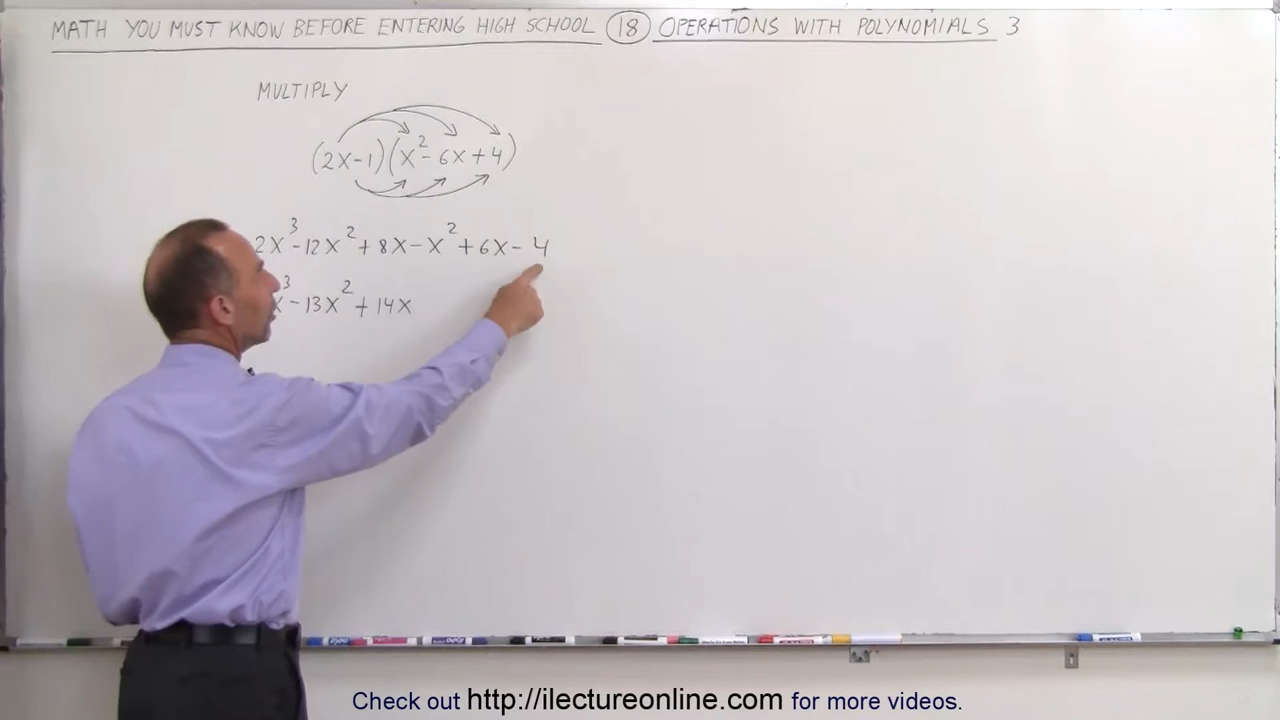 MATH YOU MUST KNOW BEFORE ENTERING HIGH SCHOOL 18 OPERATIONS WITH POLYNOMIALS 3
MULTIPLY
(2X-1)(X²-6X+4)
2X³-12X²+8X-X²+6X-4
X³-13X²+14X
Check out http://ilectureonline.com for more videos.